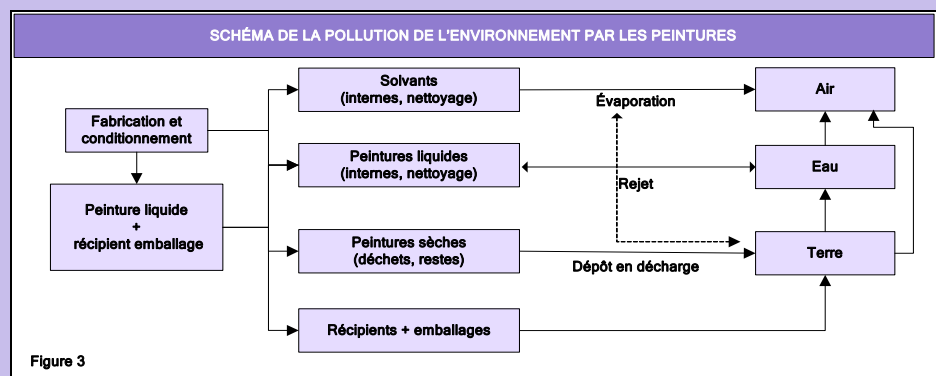 SCHÉMA DE LA POLLUTION DE L'ENVIRONNEMENT PAR LES PEINTURES
Fabrication et
conditionnement
Peinture liquide
+
récipient emballage
Solvants
(internes, nettoyage)
Peintures liquides
(internes, nettoyage)
Peintures sèches
(déchets, restes)
Récipients + emballages
Évaporation
Rejet
Dépôt en décharge
Air
Eau
Terre
Figure 3